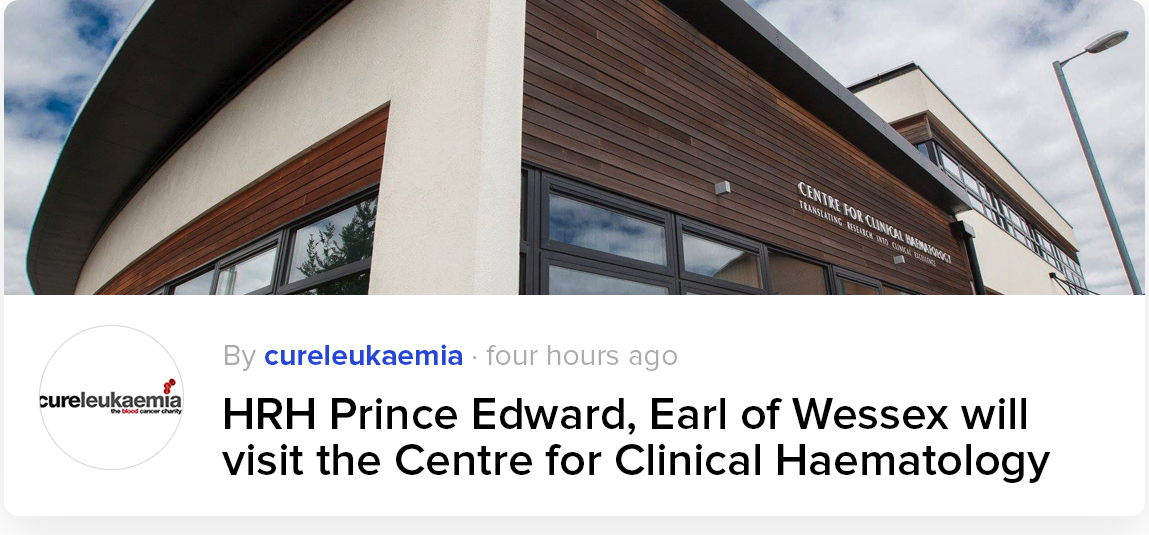 CENTRE FOR CLINICAL HAEMATOLOGY
TRANSLATING RESEARCH INTO CLINICAL EXCELLENCE
By cureleukaemia · four hours ago
cureleukaemia
the blood cancer charity
HRH Prince Edward, Earl of Wessex will
visit the Centre for Clinical Haematology